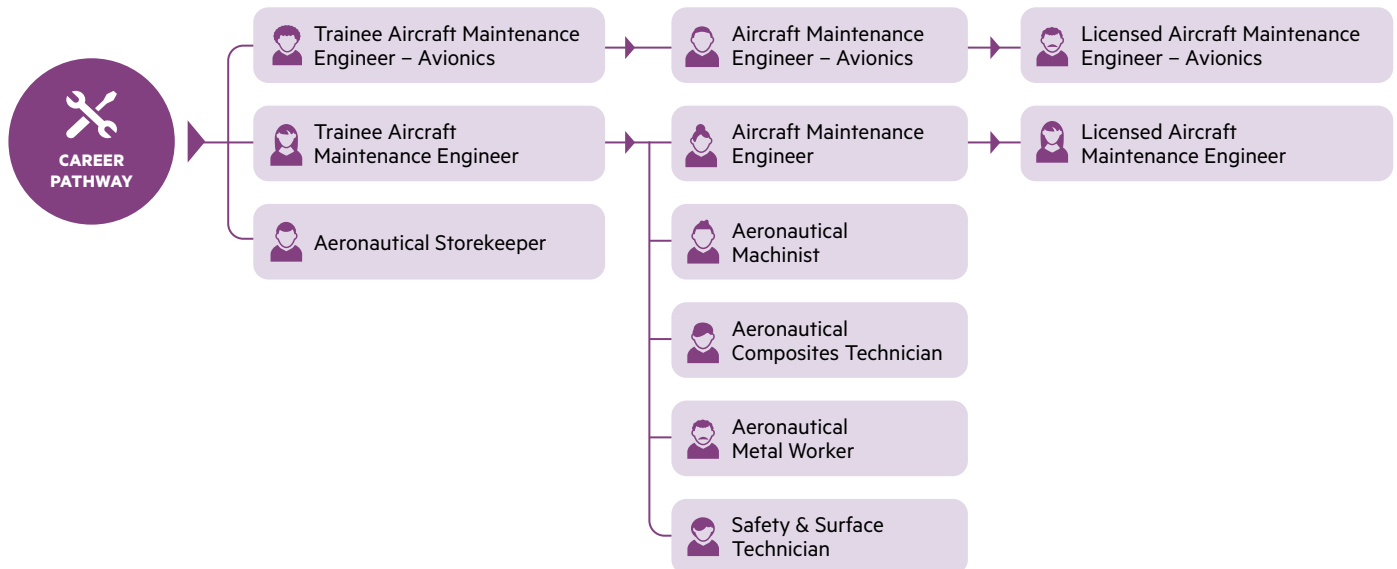 CAREER
PATHWAY
Trainee Aircraft Maintenance
Engineer – Avionics
Aircraft Maintenance
Engineer – Avionics
Licensed Aircraft Maintenance
Engineer – Avionics
Trainee Aircraft
Maintenance Engineer
Aircraft Maintenance
Engineer
Licensed Aircraft
Maintenance Engineer
Aeronautical Storekeeper
Aeronautical
Machinist
Aeronautical
Composites Technician
Aeronautical
Metal Worker
Safety & Surface
Technician